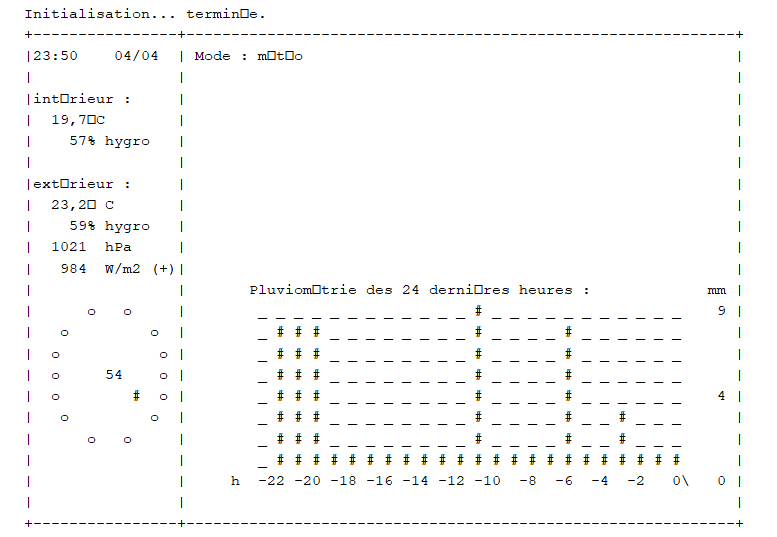 Initialisation... termin□e.
+----------------+-------------------------------------------------------------+
|23:50    04/04  | Mode : m□t□o                                                |
|                |                                                             |
|int□rieur :     |                                                             |
|  19,7□C        |                                                             |
|    57% hygro   |                                                             |
|                |                                                             |
|ext□rieur :     |                                                             |
|  23,2□ C       |                                                             |
|    59% hygro   |                                                             |
|  1021  hPa     |                                                             |
|   984  W/m2 (+)|                                                             |
|                |       Pluviom□trie des 24 derni□res heures :             mm |
|      o   o     |        _ _ _ _ _ _ _ _ _ _ _ _ # _ _ _ _ _ _ _ _ _ _ _    9 |
|   o         o  |        _ # # # _ _ _ _ _ _ _ _ # _ _ _ _ # _ _ _ _ _ _      |
|  o           o |        _ # # # _ _ _ _ _ _ _ _ # _ _ _ _ # _ _ _ _ _ _      |
|  o     54    o |        _ # # # _ _ _ _ _ _ _ _ # _ _ _ _ # _ _ _ _ _ _      |
|  o        #  o |        _ # # # _ _ _ _ _ _ _ _ # _ _ _ _ # _ _ _ _ _ _    4 |
|   o         o  |        _ # # # _ _ _ _ _ _ _ _ # _ _ _ _ # _ _ # _ _ _      |
|      o   o     |        _ # # # _ _ _ _ _ _ _ _ # _ _ _ _ # _ _ # _ _ _      |
|                |        _ # # # # # # # # # # # # # # # # # # # # # # #      |
|                |     h  -22 -20 -18 -16 -14 -12 -10  -8  -6  -4  -2   0\   0 |
|                |                                                             |
+----------------+-------------------------------------------------------------+